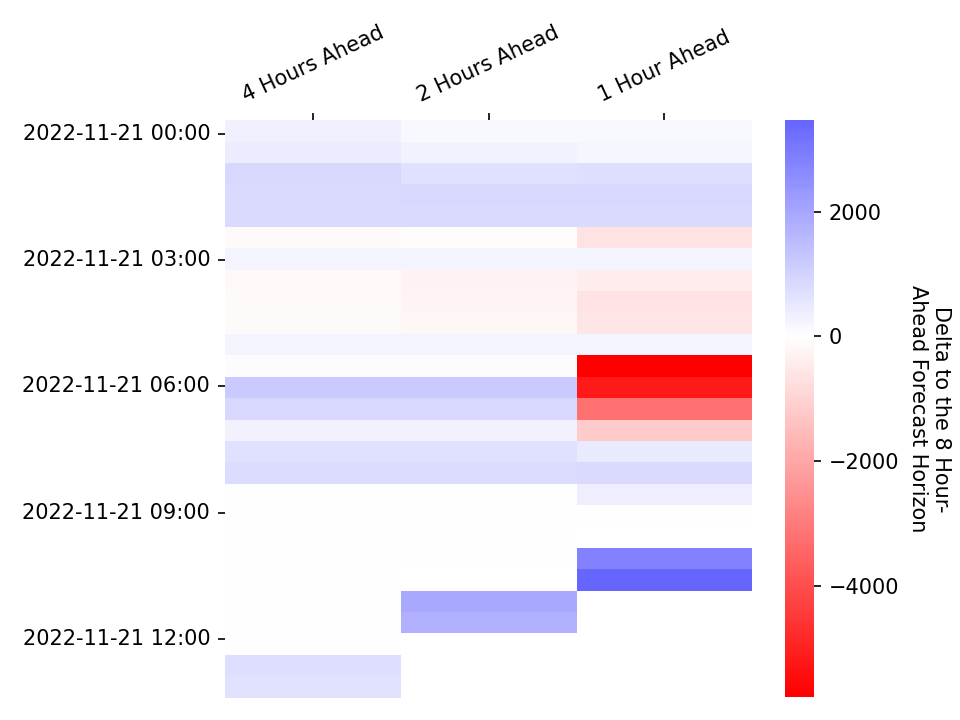 4 Hours Ahead
2 Hours Ahead
1 Hour Ahead
2022-11-21 00:00
2022-11-21 03:00
2022-11-21 06:00
2022-11-21 09:00
2022-11-21 12:00
2000
0
−2000
−4000
Delta to the 8 Hour-
Ahead Forecast Horizon